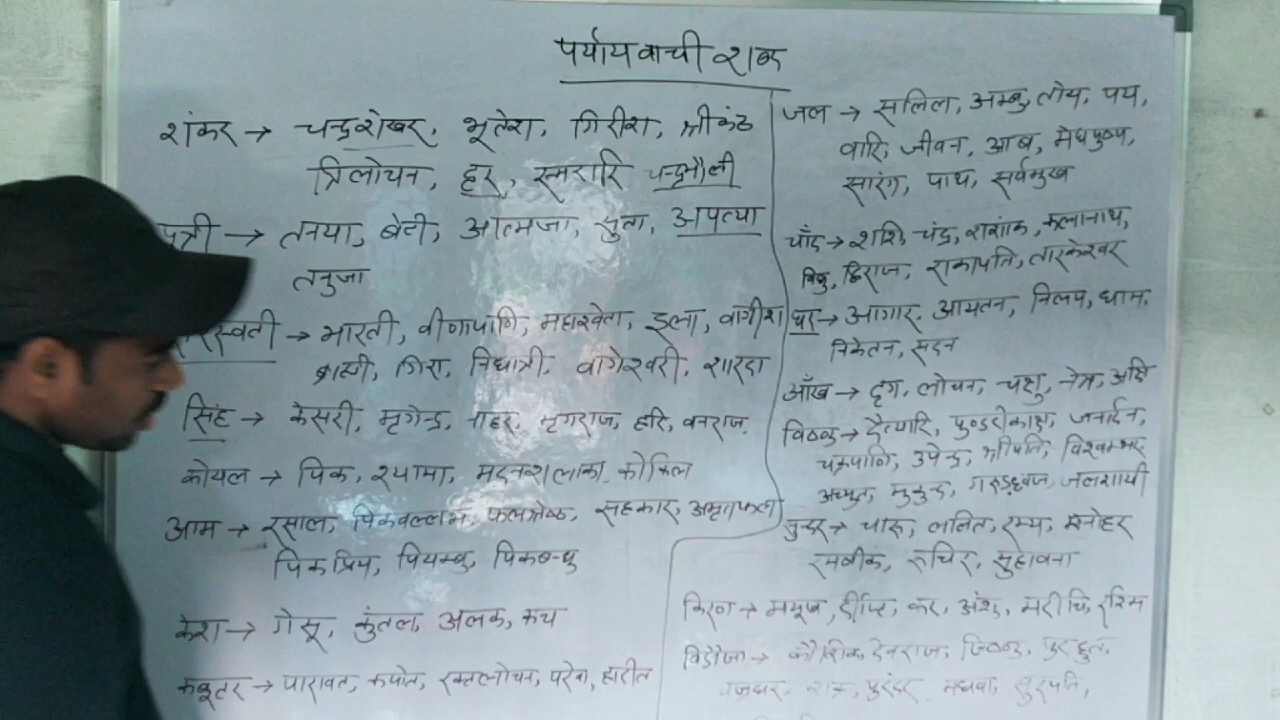 पर्यायवाची शब्द
शंकर → चन्द्रशेखर, भूतेश, गिरीश, श्रीकंठ
त्रिलोचन, हर, स्मरारि चन्द्रमौली
पुत्री → तनया, बेटी, आत्मजा, सुता, अपत्या
तनुजा
सरस्वती → भारती, वीणापाणि, महाश्वेता, इला, वागीश
ब्राह्मी, गिरा, विधात्री, वागेश्वरी, शारदा
सिंह → केसरी, मृगेन्द्र, नाहर, मृगराज, हरि, वनराज
कोयल → पिक, श्यामा, मदनशलाका, कोकिल
आम → रसाल, पिकवल्लभ, फलश्रेष्ठ, सहकार, अमृतफल
पिकप्रिय, पियम्बु, पिकबन्धु
केश → गेसू, कुंतल, अलक, कच
कबूतर → पारावत, कपोत, रक्तलोचन, परेवा, हारीत
जल → सलिल, अम्बु, तोय, पय,
वारि, जीवन, आब, मेघपुष्प,
सारंग, पाथ, सर्वमुख
चाँद → शशि, चंद्र, शशांक, कलानाथ,
विधु, द्विराज, राकापति, तारकेश्वर
घर → आगार, आयतन, निलय, धाम,
निकेतन, सदन
आँख → दृग, लोचन, चक्षु, नेत्र, अक्षि
विष्णु → दैत्यारि, पुण्डरीकाक्ष, जनार्दन,
चक्रपाणि, उपेन्द्र, श्रीपति, विश्वम्भर
अच्युत, मुकुन्द, गरुड़ध्वज, जलशायी
सुन्दर → चारु, ललित, रम्य, मनोहर
रमणीक, रुचिर, सुहावना
किरण → मयूख, दीप्ति, कर, अंशु, मरीचि, रश्मि
विडौजा → कौशिक, देवराज, जिष्णु, पुरहुत,
वज्रधर, शक्र, पुरंदर, मघवा, सुरपति,